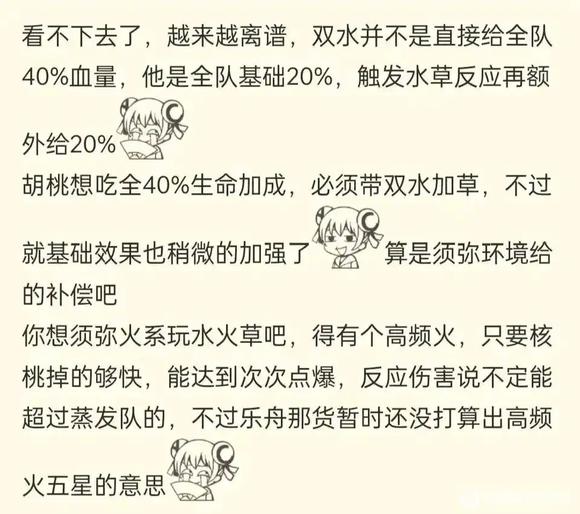 看不下去了，越来越离谱，双水并不是直接给全队
40%血量，他是全队基础20%，触发水草反应再额
外给20%
胡桃想吃全40%生命加成，必须带双水加草，不过
就基础效果也稍微的加强了 算是须弥环境给
的补偿吧
你想须弥火系玩水火草吧，得有个高频火，只要核
桃掉的够快，能达到次次点爆，反应伤害说不定能
超过蒸发队的，不过乐舟那货暂时还没打算出高频
火五星的意思